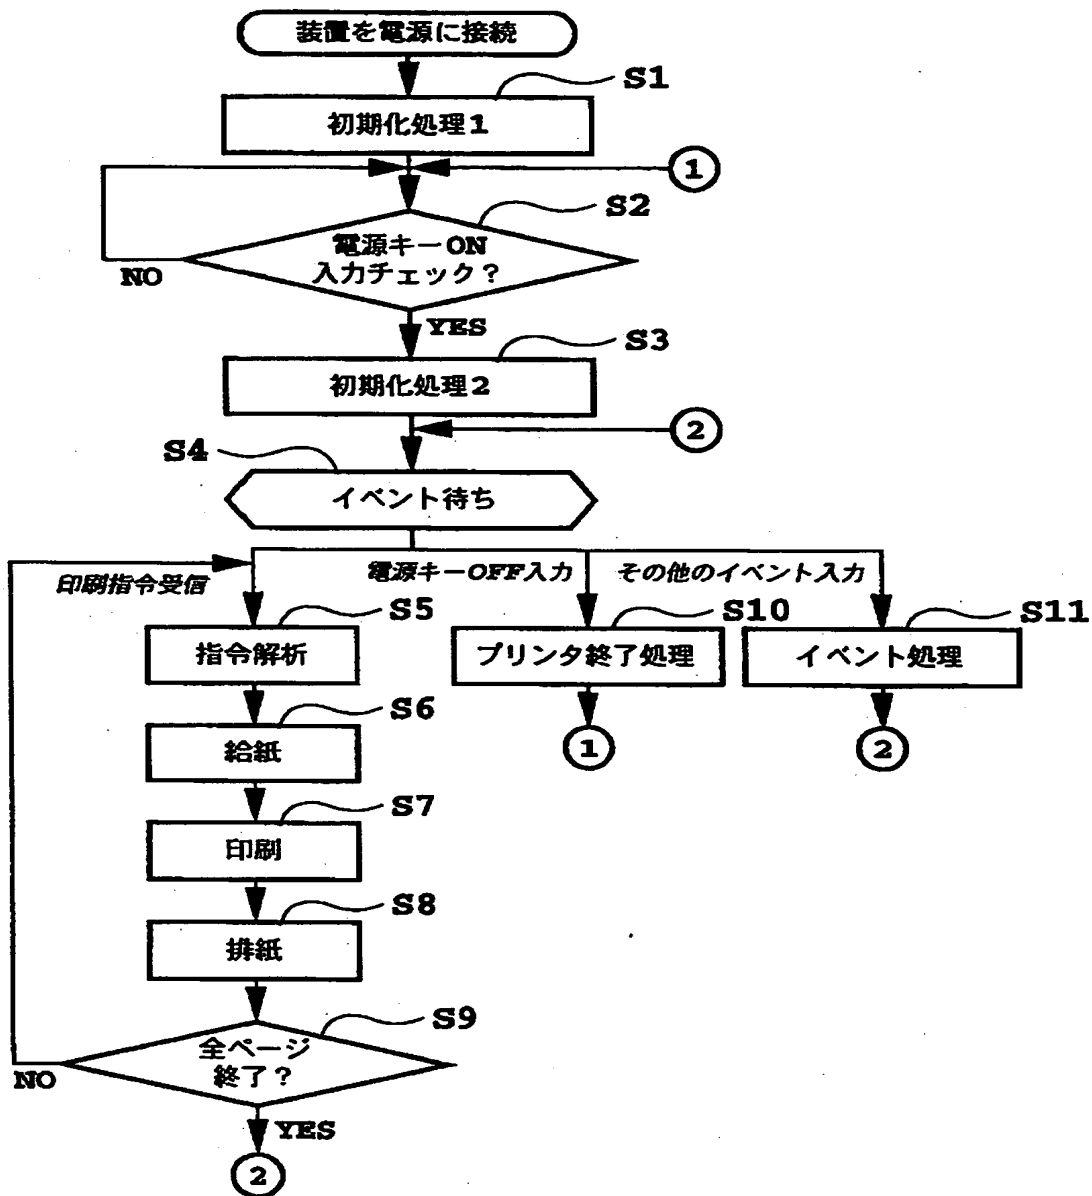 装置を電源に接続
S1
初期化処理1
1
S2
電源キーON
入力チェック?
NO
YES
S3
初期化処理2
2
S4
イベント待ち
印刷指令受信
電源キーOFF入力
その他のイベント入力
S5
指令解析
S10
プリンタ終了処理
S11
イベント処理
S6
給紙
1
2
S7
印刷
S8
排紙
S9
全ページ
終了?
NO
YES
2